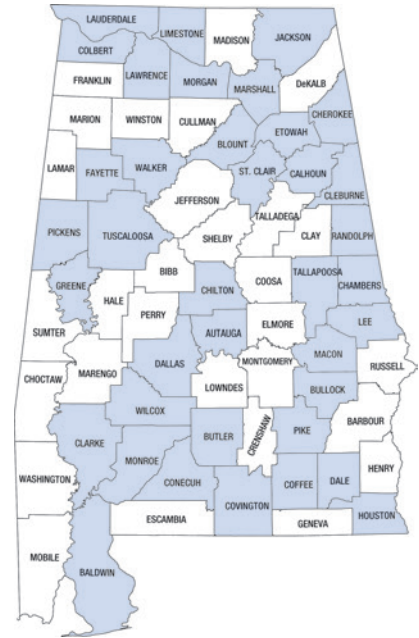 LAUDERDALE
LIMESTONE
MADISON
JACKSON
COLBERT
FRANKLIN
LAWRENCE
MORGAN
MARSHALL
DeKALB
MARION
WINSTON
CULLMAN
CHEROKEE
ETOWAH
BLOUNT
LAMAR
FAYETTE
WALKER
ST. CLAIR
CALHOUN
CLEBURNE
JEFFERSON
TALLADEGA
PICKENS
TUSCALOOSA
SHELBY
CLAY
RANDOLPH
BIBB
GREENE
HALE
CHILTON
COOSA
TALLAPOOSA
CHAMBERS
PERRY
SUMTER
AUTAUGA
ELMORE
LEE
DALLAS
MONTGOMERY
MACON
RUSSELL
CHOCTAW
MARENGO
LOWNDES
BULLOCK
WILCOX
BARBOUR
CLARKE
BUTLER
CRENSHAW
PIKE
MONROE
HENRY
WASHINGTON
CONECUH
COFFEE
DALE
COVINGTON
ESCAMBIA
GENEVA
HOUSTON
MOBILE
BALDWIN